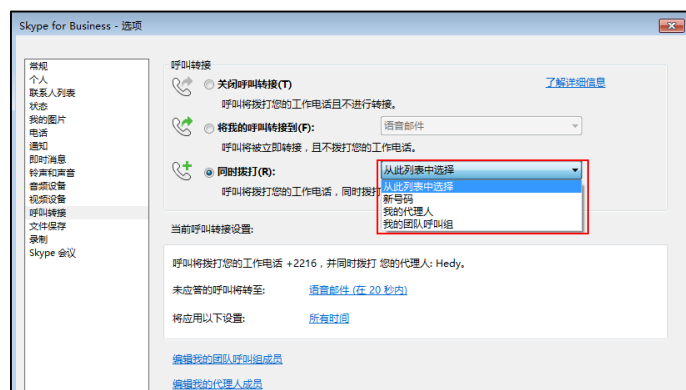 Skype for Business - 选项
常规
个人
联系人列表
状态
我的图片
电话
通知
即时消息
铃声和声音
音频设备
视频设备
呼叫转接
文件保存
录制
Skype 会议
呼叫转接
关闭呼叫转接(T)
了解详细信息
呼叫将拨打您的工作电话且不进行转接。
将我的呼叫转接到(F):
语音邮件
呼叫将被立即转接，且不拨打您的工作电话。
同时拨打(R):
从此列表中选择
呼叫将拨打您的工作电话，同时拨打
从此列表中选择
新号码
我的代理人
我的团队呼叫组
当前呼叫转接设置:
呼叫将拨打您的工作电话 +2216，并同时拨打 您的代理人: Hedy。
未应答的呼叫将转至:
语音邮件 (在 20 秒内)
将应用以下设置:
所有时间
编辑我的团队呼叫组成员
编辑我的代理人成员